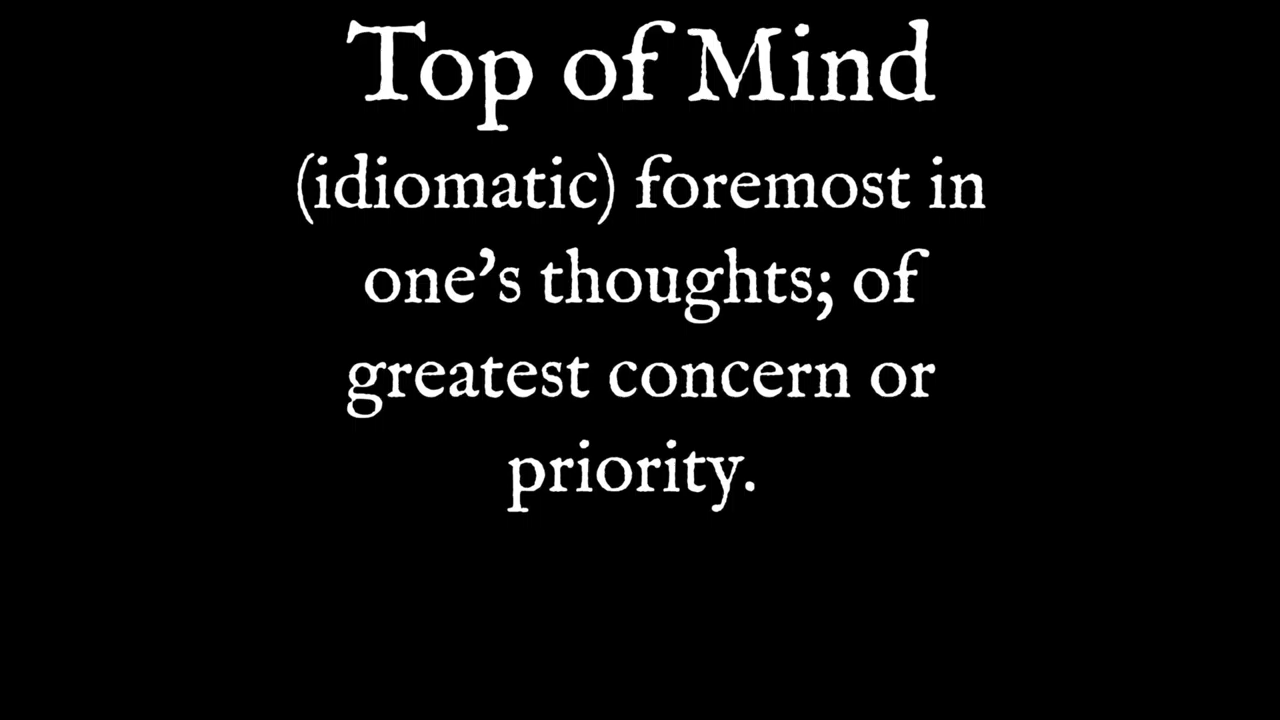 Top of Mind
(idiomatic) foremost in
one’s thoughts; of
greatest concern or
priority.